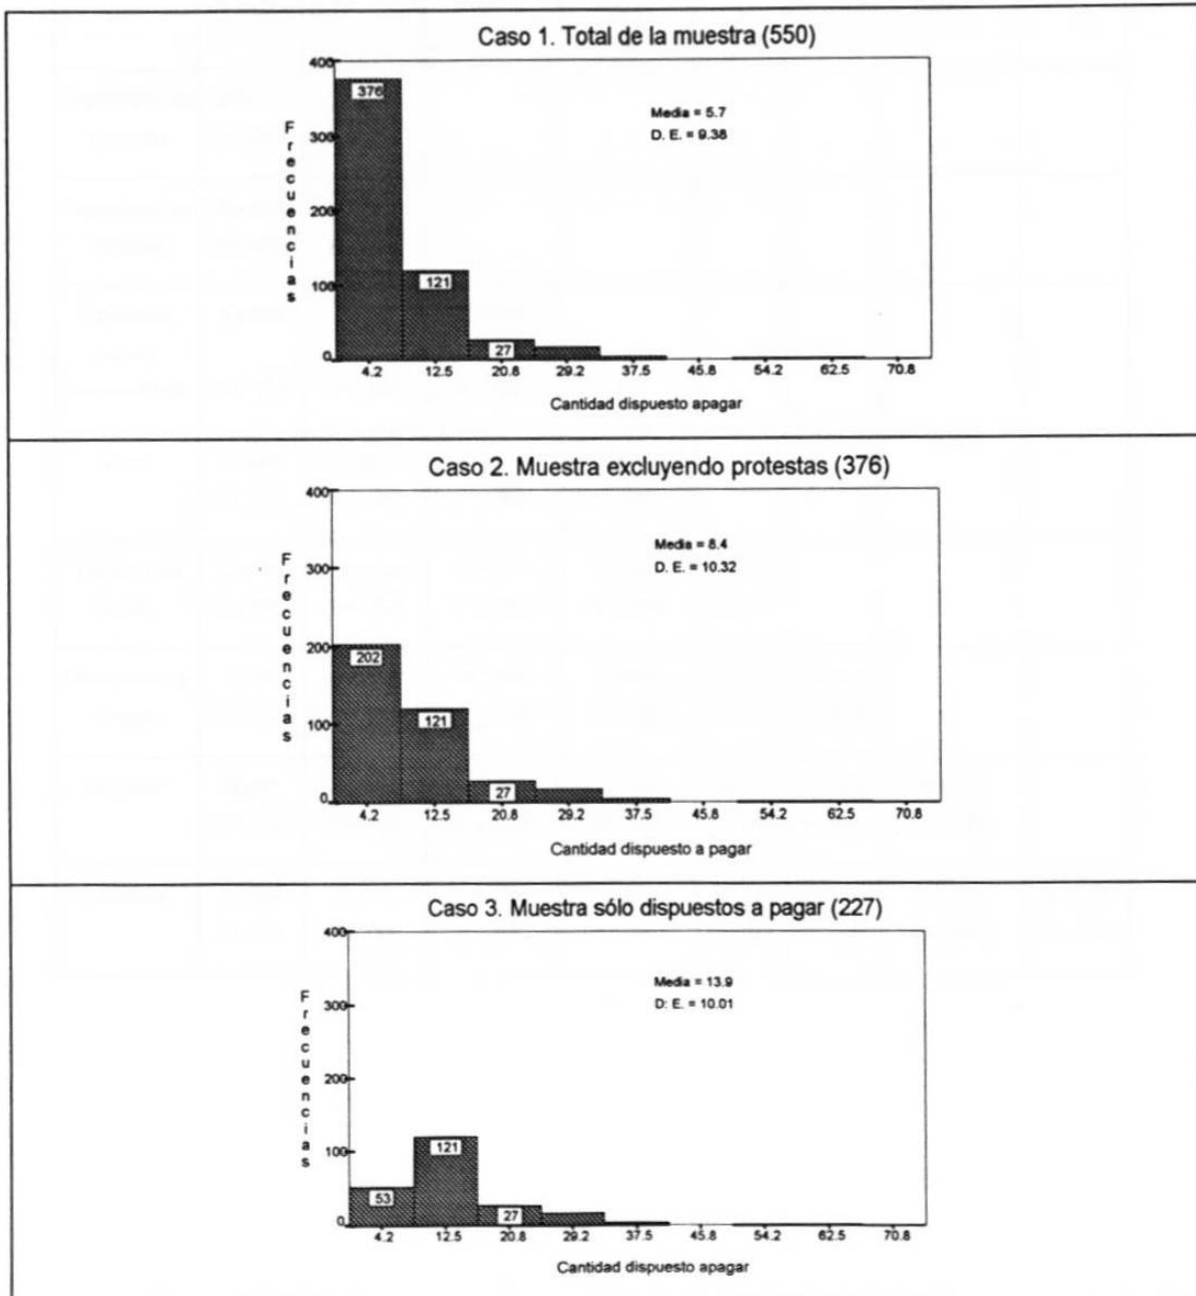 Caso 1. Total de la muestra (550)
400
376
Media = 5.7
D. E. = 9.38
300
Frecuencias
200
121
100
27
0
4.2 12.5 20.8 29.2 37.5 45.8 54.2 62.5 70.8
Cantidad dispuesto apagar
Caso 2. Muestra excluyendo protestas (376)
400
Media = 8.4
D. E. = 10.32
300
Frecuencias
200
202
121
100
27
0
4.2 12.5 20.8 29.2 37.5 45.8 54.2 62.5 70.8
Cantidad dispuesto a pagar
Caso 3. Muestra sólo dispuestos a pagar (227)
400
Media = 13.9
D: E. = 10.01
300
Frecuencias
200
121
100
53
27
0
4.2 12.5 20.8 29.2 37.5 45.8 54.2 62.5 70.8
Cantidad dispuesto apagar